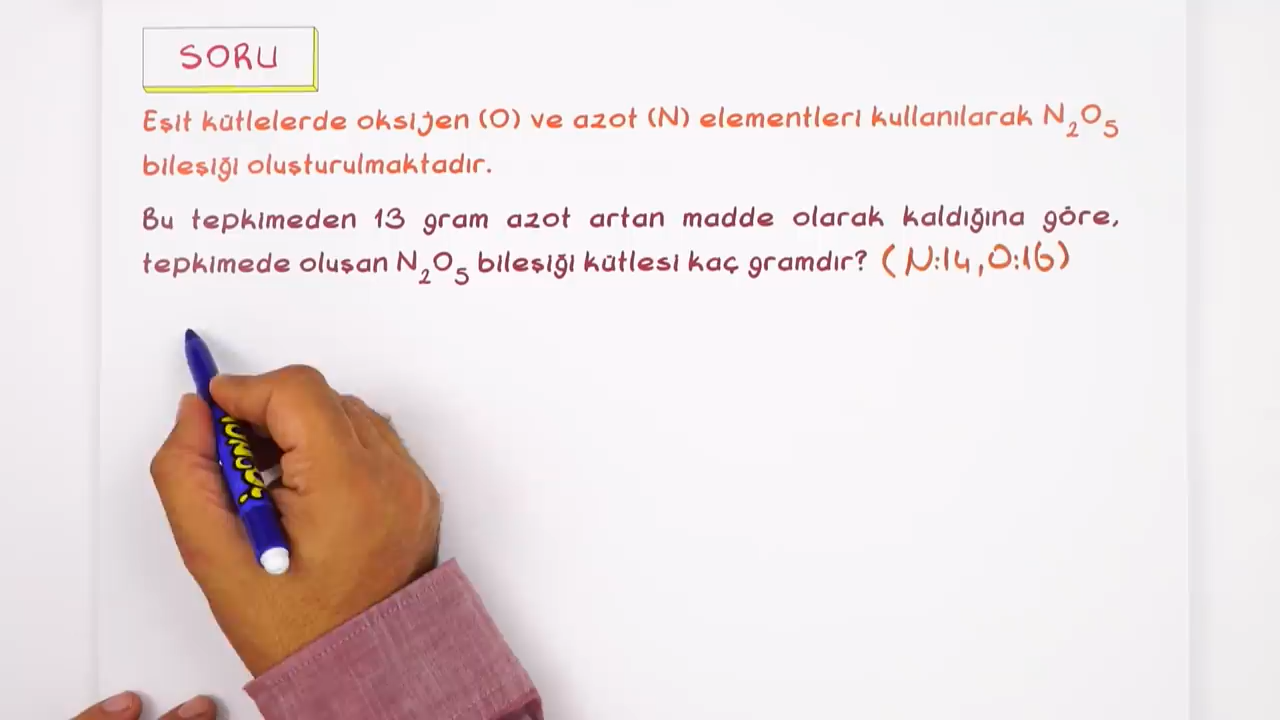 SORU
Eşit kütlelerde oksijen (O) ve azot (N) elementleri kullanılarak N₂O₅
bileşiği oluşturulmaktadır.
Bu tepkimeden 13 gram azot artan madde olarak kaldığına göre,
tepkimede oluşan N₂O₅ bileşiği kütlesi kaç gramdır? (N:14, O:16)